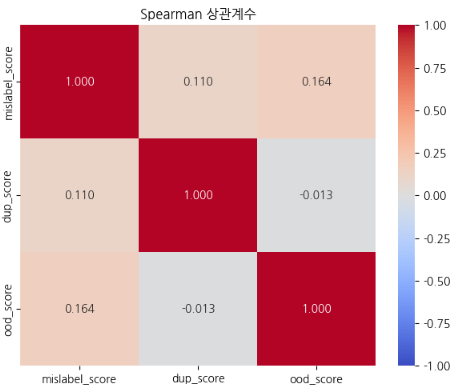 Spearman 상관계수
mislabel_score
dup_score
ood_score
1.000 0.110 0.164
0.110 1.000 -0.013
0.164 -0.013 1.000
mislabel_score dup_score ood_score
1.00
0.75
0.50
0.25
0.00
-0.25
-0.50
-0.75
-1.00